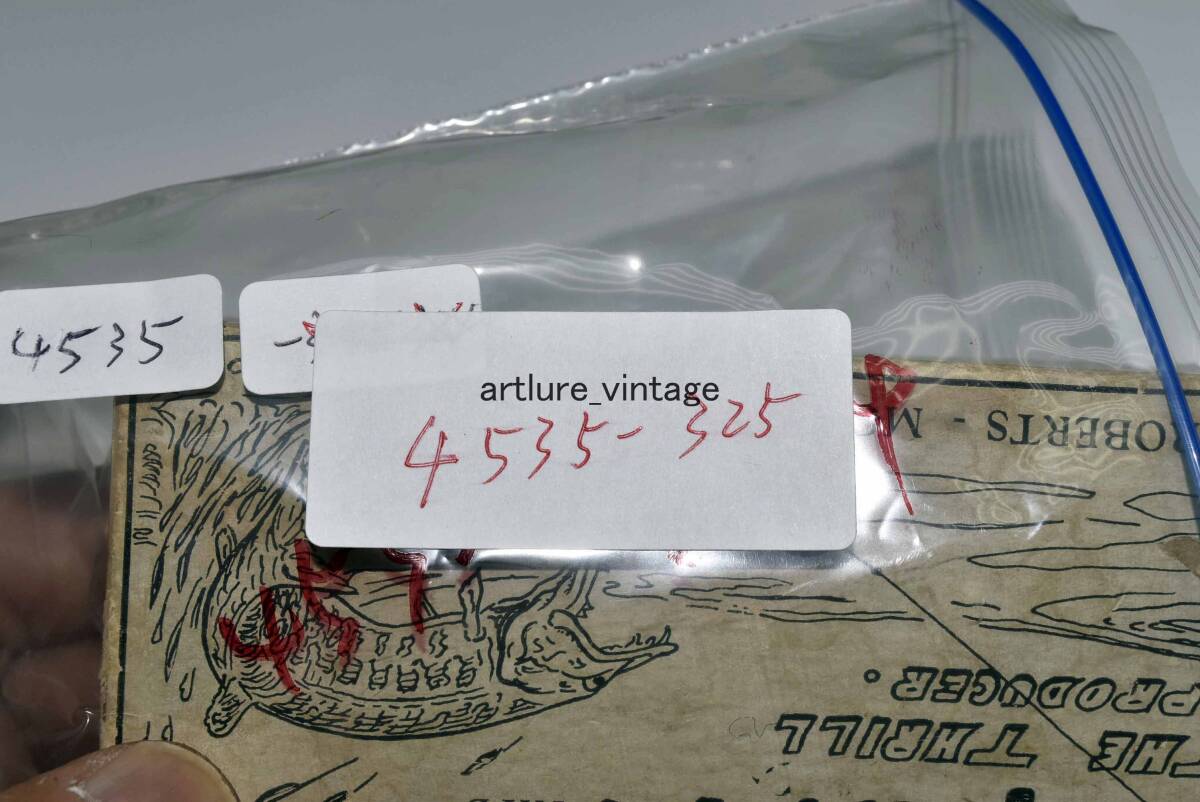 4535
artlure_vintage
4535-325
ROBERTS - M
THE THRILL
PRODUCER.